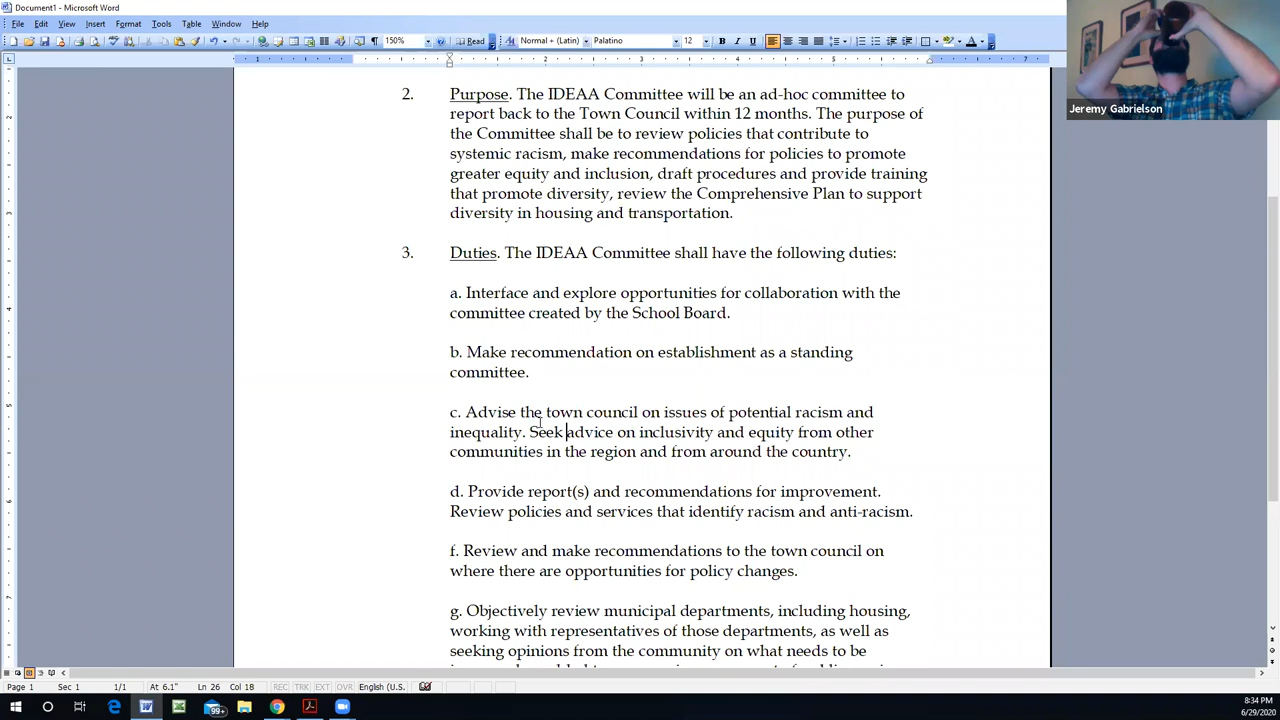 Document1 - Microsoft Word
File Edit View Insert Format Tools Table Window Help
150% Read Normal + (Latin) Palatino 12 B I U
1 1 2 3 4 5 7
Jeremy Gabrielson
2. Purpose. The IDEAA Committee will be an ad-hoc committee to
report back to the Town Council within 12 months. The purpose of
the Committee shall be to review policies that contribute to
systemic racism, make recommendations for policies to promote
greater equity and inclusion, draft procedures and provide training
that promote diversity, review the Comprehensive Plan to support
diversity in housing and transportation.
3. Duties. The IDEAA Committee shall have the following duties:
a. Interface and explore opportunities for collaboration with the
committee created by the School Board.
b. Make recommendation on establishment as a standing
committee.
c. Advise the town council on issues of potential racism and
inequality. Seek advice on inclusivity and equity from other
communities in the region and from around the country.
d. Provide report(s) and recommendations for improvement.
Review policies and services that identify racism and anti-racism.
f. Review and make recommendations to the town council on
where there are opportunities for policy changes.
g. Objectively review municipal departments, including housing,
working with representatives of those departments, as well as
seeking opinions from the community on what needs to be
Page 1 Sec 1 1/1 At 6.1" Ln 26 Col 18 REC TRK EXT OVR English (U.S.
99+
8:34 PM
6/29/2020